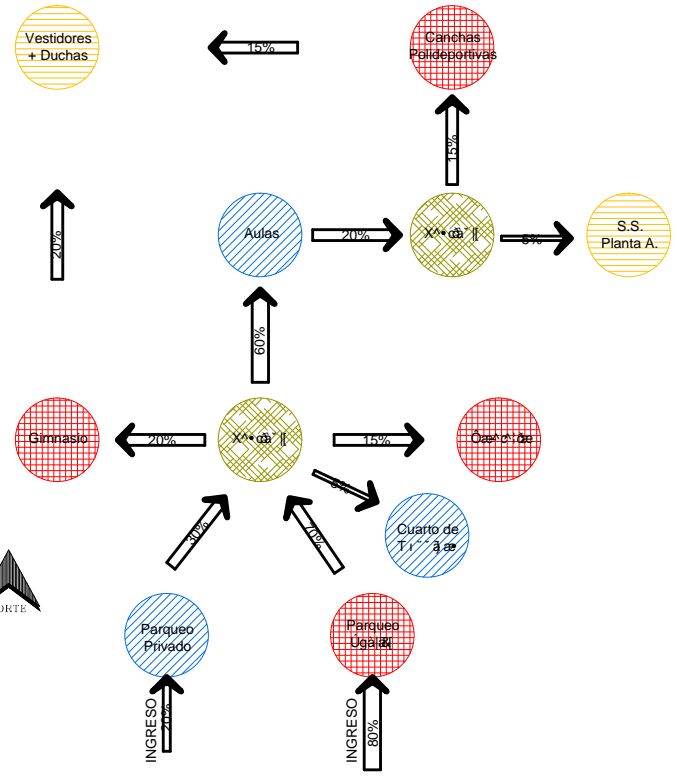 Vestidores
+ Duchas
15%
Canchas
Polideportivas
15%
20%
Aulas
20%
5%
S.S.
Planta A.
60%
Gimnasio
20%
15%
5%
Cuarto de
30%
70%
Parqueo
Privado
Parqueo
INGRESO
20%
INGRESO
80%